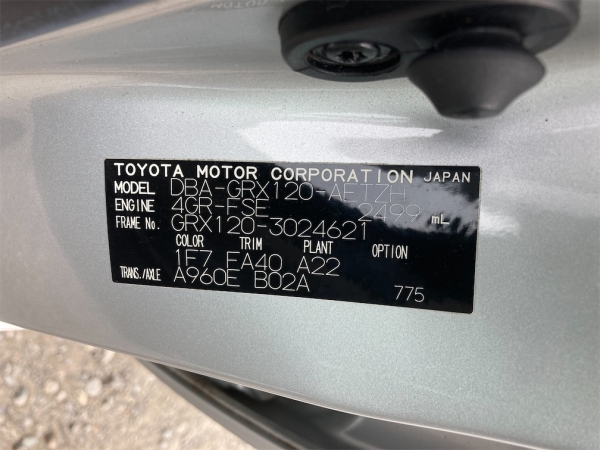 TOYOTA MOTOR CORPORATION JAPAN
MODEL DBA-GRX120-AETZH
ENGINE 4GR-FSE 2499 mL
FRAME No. GRX120-3024621
COLOR TRIM PLANT OPTION
1F7 FA40 A22
TRANS./AXLE A960E B02A
775